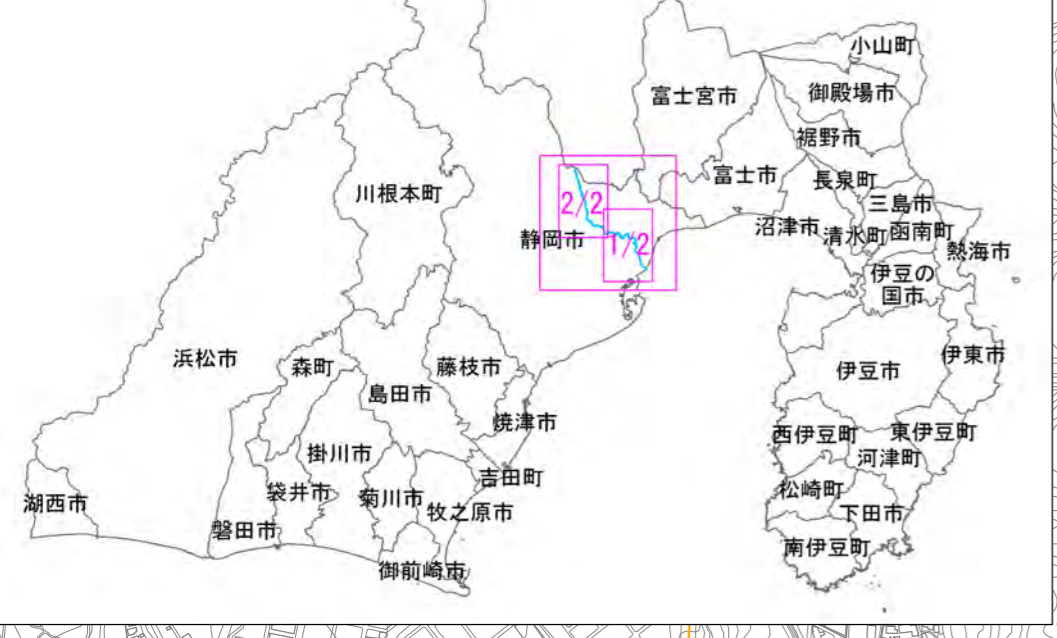 小山町
富士宮市
御殿場市
裾野市
富士市
長泉町
川根本町
三島市
2/2
沼津市
清水町
函南町
静岡市
1/2
熱海市
伊豆の
国市
浜松市
森町
藤枝市
伊豆市
伊東市
島田市
焼津市
西伊豆町
東伊豆町
掛川市
河津町
吉田町
湖西市
袋井市
菊川市
牧之原市
松崎町
下田市
磐田市
南伊豆町
御前崎市